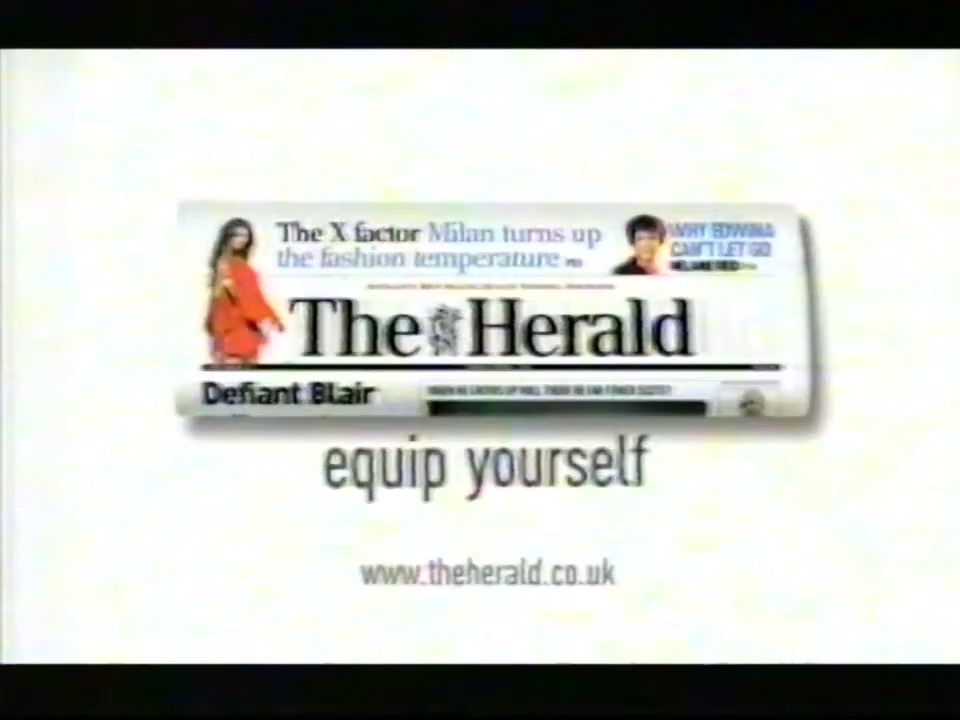 The X factor Milan turns up
the fashion temperature
WHY EDWINA
CAN'T LET GO
The Herald
Defiant Blair
equip yourself
www.theherald.co.uk